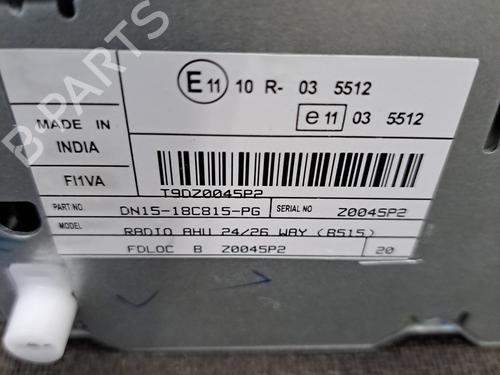 E11 10 R- 03 5512
e 11 03 5512
MADE IN
INDIA
FI1VA
T9DZ0045P2
PART NO. DN15-18C815-PG SERIAL NO Z0045P2
MODEL RADIO AHU 24/26 WAY (B515)
FDLOC B Z0045P2 20
B-PARTS